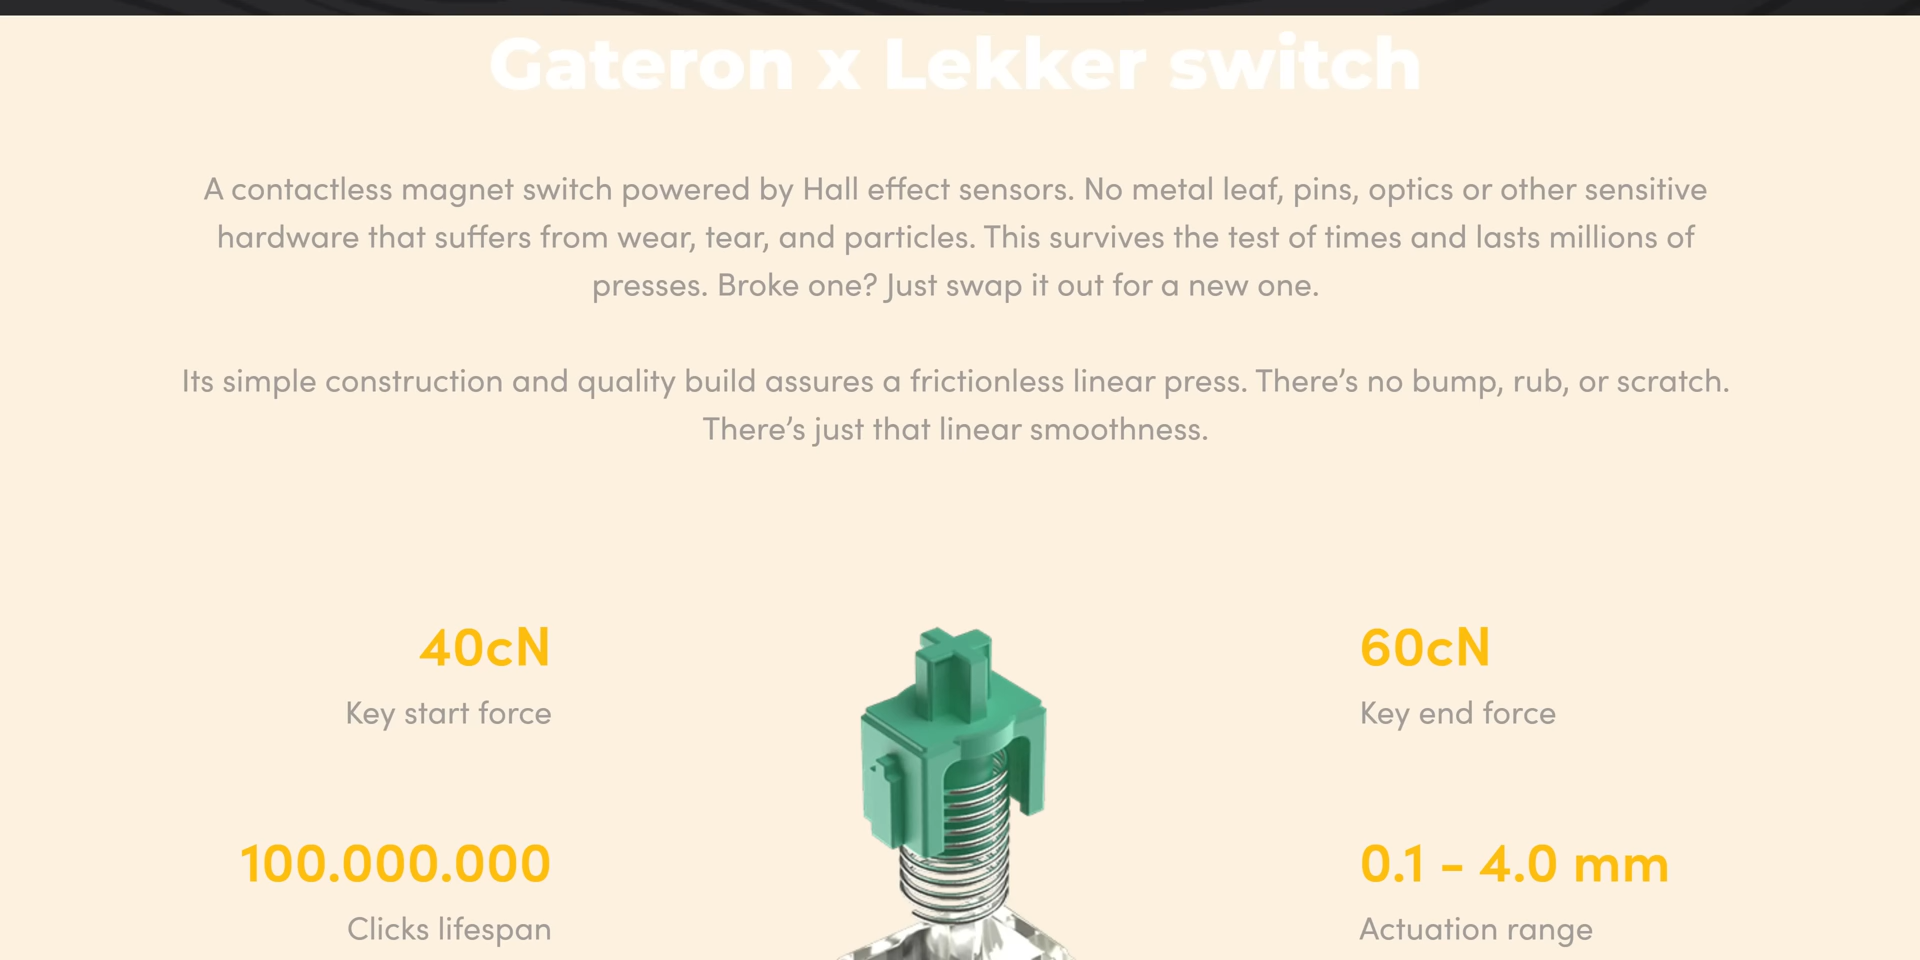 Gateron x Lekker switch
A contactless magnet switch powered by Hall effect sensors. No metal leaf, pins, optics or other sensitive
hardware that suffers from wear, tear, and particles. This survives the test of times and lasts millions of
presses. Broke one? Just swap it out for a new one.
Its simple construction and quality build assures a frictionless linear press. There’s no bump, rub, or scratch.
There’s just that linear smoothness.
40cN
Key start force
60cN
Key end force
100.000.000
Clicks lifespan
0.1 - 4.0 mm
Actuation range